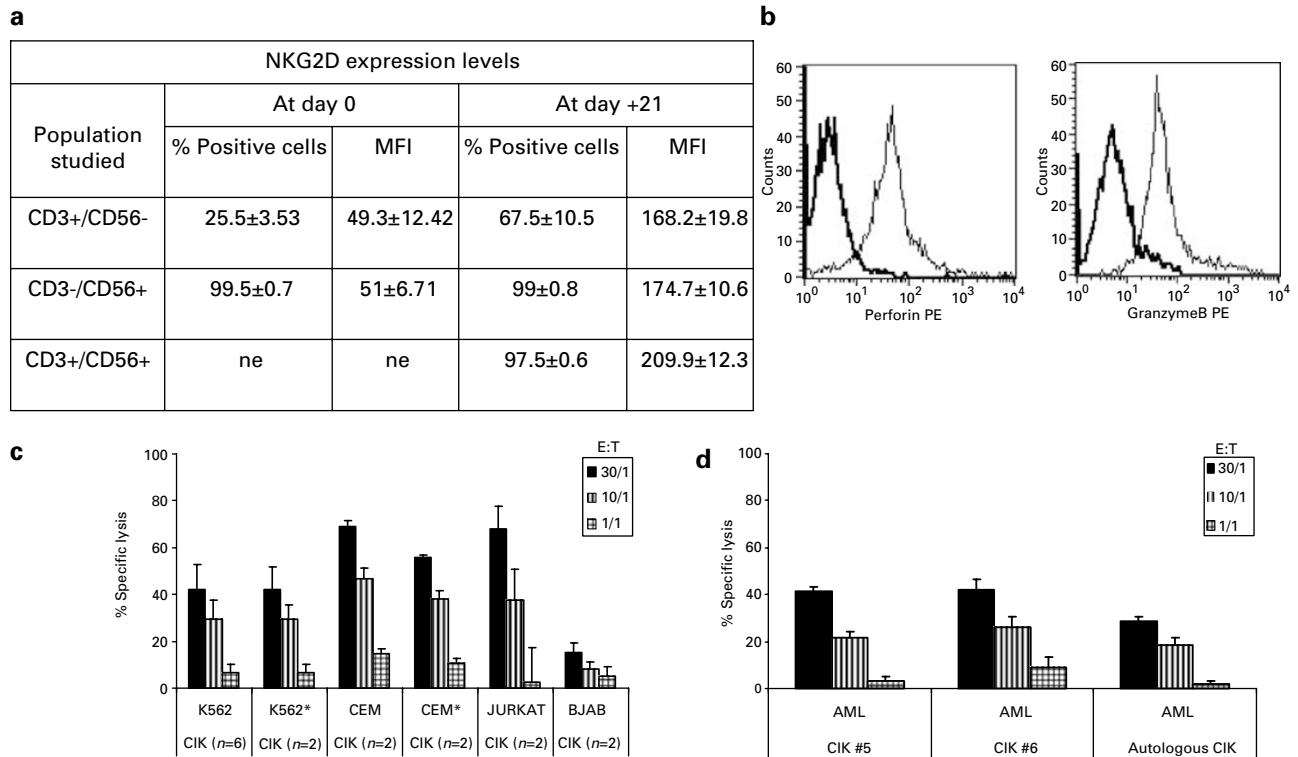 a
NKG2D expression levels
Population studied
At day 0
At day +21
% Positive cells
MFI
% Positive cells
MFI
CD3+/CD56-
25.5±3.53
49.3±12.42
67.5±10.5
168.2±19.8
CD3-/CD56+
99.5±0.7
51±6.71
99±0.8
174.7±10.6
CD3+/CD56+
ne
ne
97.5±0.6
209.9±12.3
b
60
50
40
30
20
10
0
Counts
10^0 10^1 10^2 10^3 10^4
Perforin PE
60
50
40
30
20
10
0
Counts
10^0 10^1 10^2 10^3 10^4
GranzymeB PE
c
100
80
60
40
20
0
% Specific lysis
E:T
30/1
10/1
1/1
K562 K562* CEM CEM* JURKAT BJAB
CIK (n=6) CIK (n=2) CIK (n=2) CIK (n=2) CIK (n=2) CIK (n=2)
d
100
80
60
40
20
0
% Specific lysis
E:T
30/1
10/1
1/1
AML AML AML
CIK #5 CIK #6 Autologous CIK